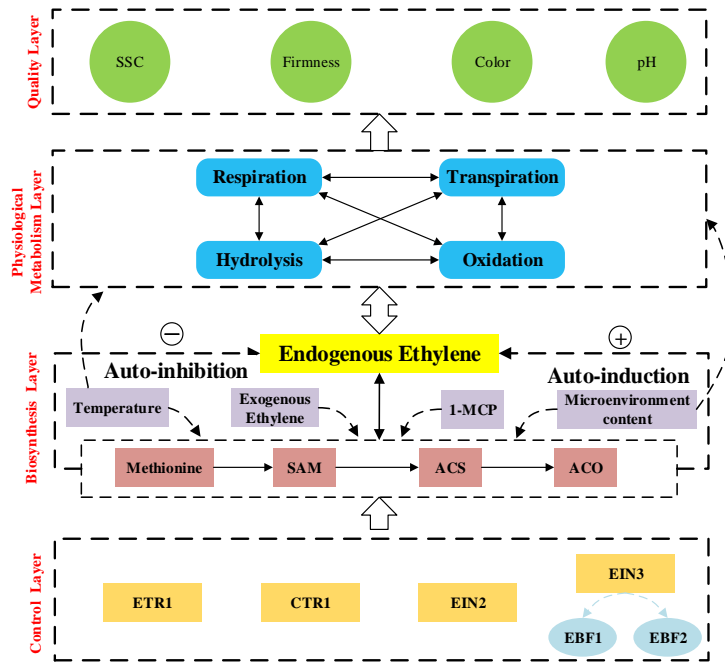 Quality Layer
SSC
Firmness
Color
pH
Physiological
Metabolism Layer
Respiration
Transpiration
Hydrolysis
Oxidation
Biosynthesis Layer
−
+
Endogenous Ethylene
Auto-inhibition
Auto-induction
Temperature
Exogenous
Ethylene
1-MCP
Microenvironment
content
Methionine
SAM
ACS
ACO
Control Layer
ETR1
CTR1
EIN2
EIN3
EBF1
EBF2